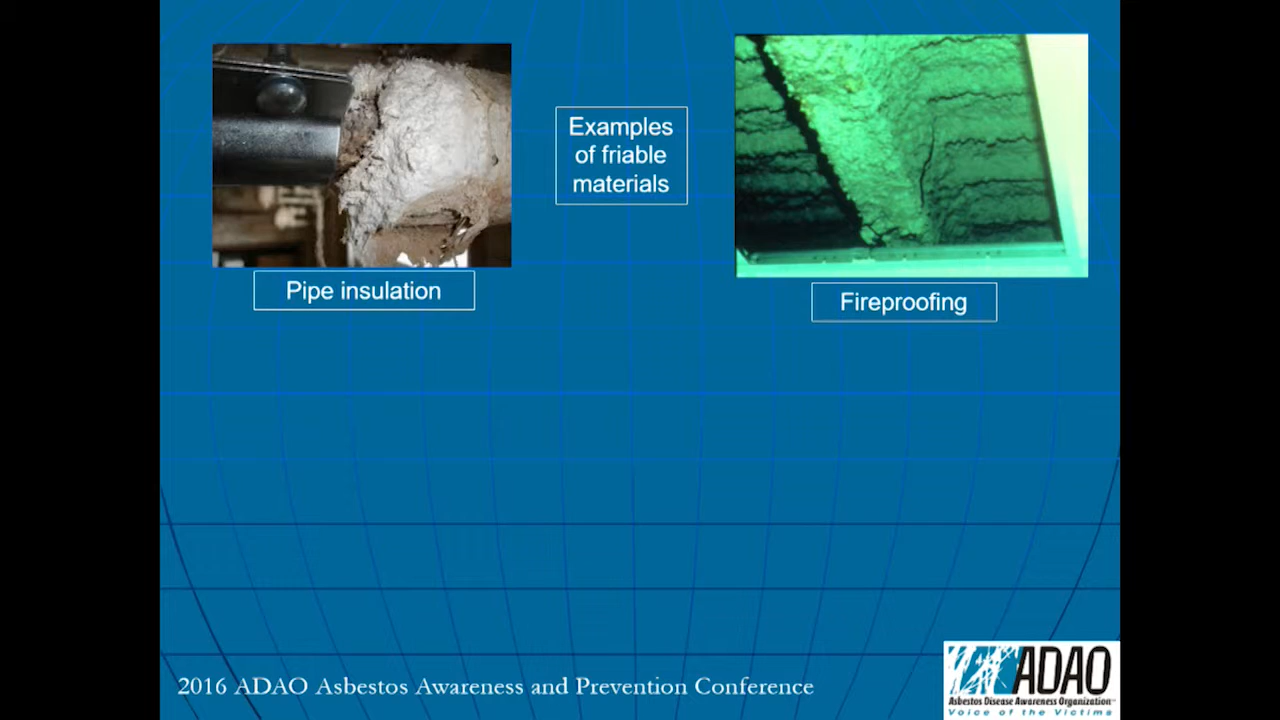 Examples
of friable
materials
Pipe insulation
Fireproofing
2016 ADAO Asbestos Awareness and Prevention Conference
ADAO
Asbestos Disease Awareness Organization
Voice of the Victims